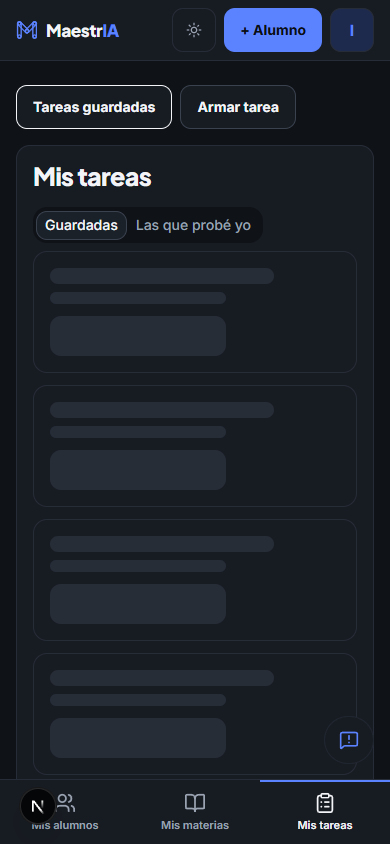 MaestrIA
+ Alumno
I
Tareas guardadas
Armar tarea
Mis tareas
Guardadas
Las que probé yo
N
Mis alumnos
Mis materias
Mis tareas